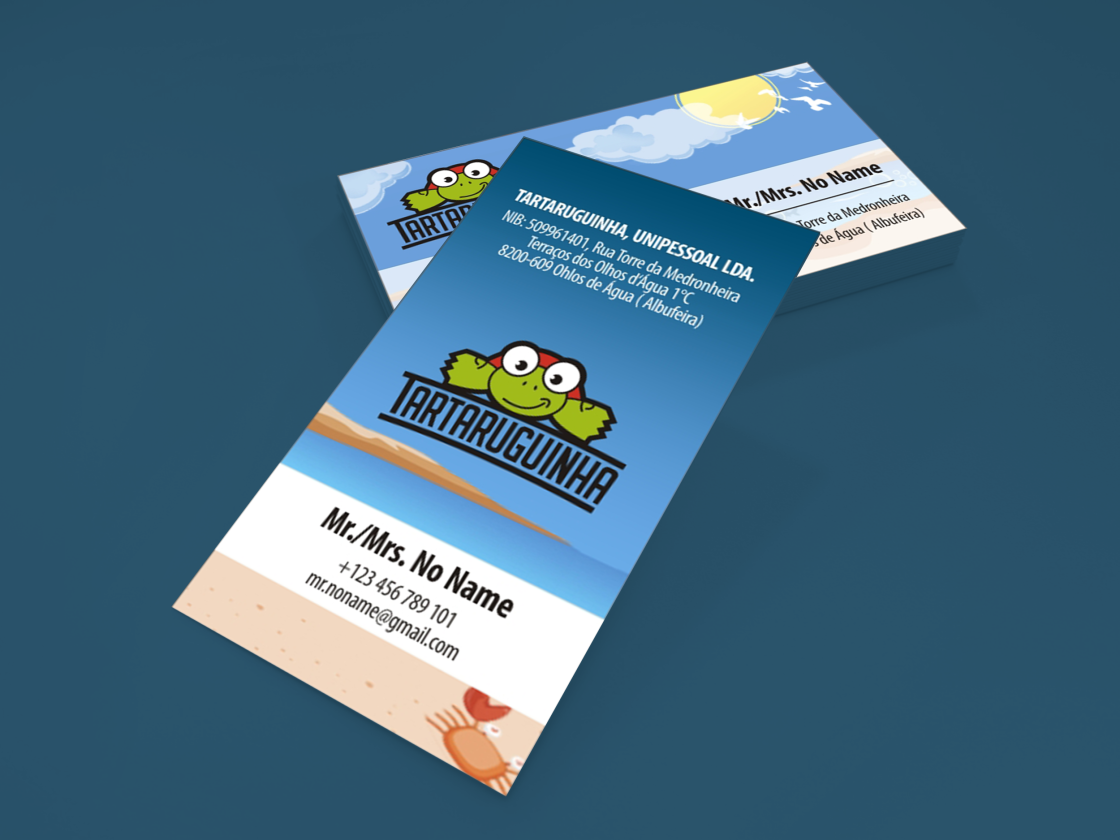 TARTARUGUINHA, UNIPESSOAL LDA.
NIB: 509961401, Rua Torre da Medronheira
Terraços dos Olhos d'Água 1°C
8200-609 Ohlos de Água ( Albufeira)
TARTARUGUINHA
Mr./Mrs. No Name
+123 456 789 101
mr.noname@gmail.com
Mr./Mrs. No Name
Torre da Medronheira
de Água ( Albufeira)